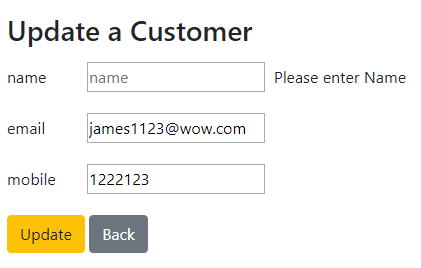 Update a Customer
name name Please enter Name
email james1123@wow.com
mobile 1222123
Update Back